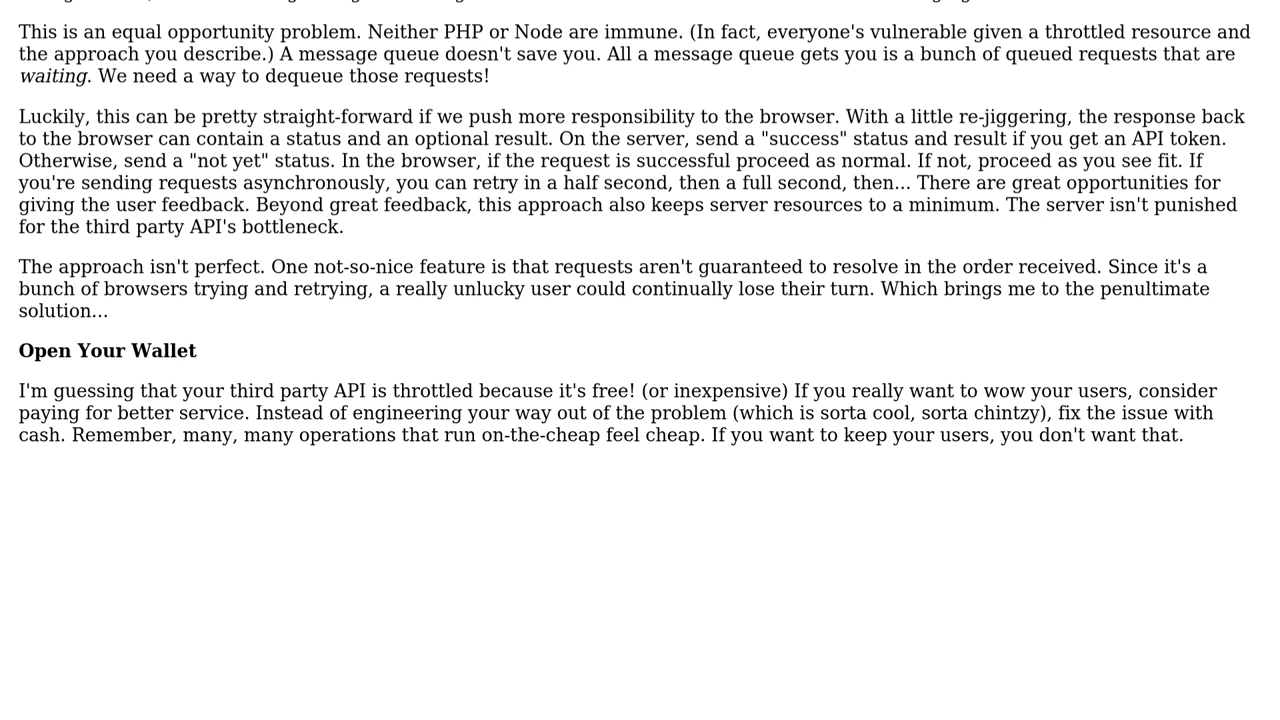 This is an equal opportunity problem. Neither PHP or Node are immune. (In fact, everyone's vulnerable given a throttled resource and
the approach you describe.) A message queue doesn't save you. All a message queue gets you is a bunch of queued requests that are
waiting. We need a way to dequeue those requests!
Luckily, this can be pretty straight-forward if we push more responsibility to the browser. With a little re-jiggering, the response back
to the browser can contain a status and an optional result. On the server, send a "success" status and result if you get an API token.
Otherwise, send a "not yet" status. In the browser, if the request is successful proceed as normal. If not, proceed as you see fit. If
you're sending requests asynchronously, you can retry in a half second, then a full second, then... There are great opportunities for
giving the user feedback. Beyond great feedback, this approach also keeps server resources to a minimum. The server isn't punished
for the third party API's bottleneck.
The approach isn't perfect. One not-so-nice feature is that requests aren't guaranteed to resolve in the order received. Since it's a
bunch of browsers trying and retrying, a really unlucky user could continually lose their turn. Which brings me to the penultimate
solution...
Open Your Wallet
I'm guessing that your third party API is throttled because it's free! (or inexpensive) If you really want to wow your users, consider
paying for better service. Instead of engineering your way out of the problem (which is sorta cool, sorta chintzy), fix the issue with
cash. Remember, many, many operations that run on-the-cheap feel cheap. If you want to keep your users, you don't want that.